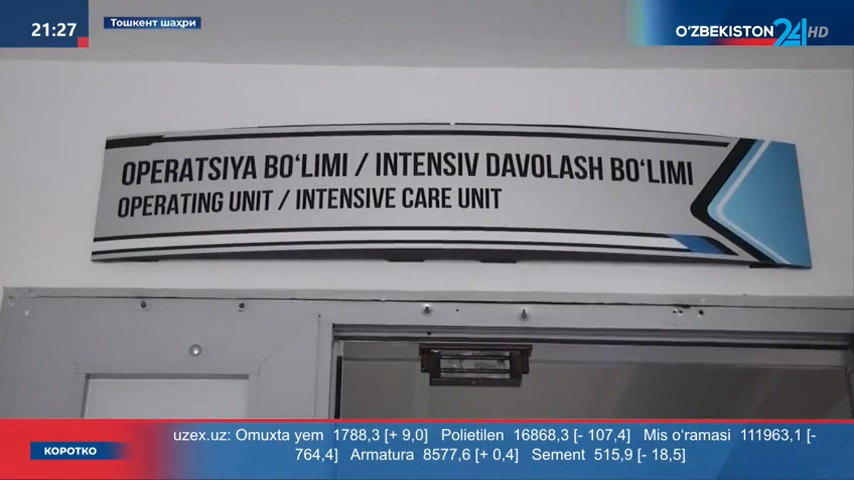 21:27
Тошкент шаҳри
O‘ZBEKISTON 24 HD
OPERATSIYA BO‘LIMI / INTENSIV DAVOLASH BO‘LIMI
OPERATING UNIT / INTENSIVE CARE UNIT
КОРОТКО
uzex.uz: Omuxta yem 1788,3 [+ 9,0] Polietilen 16868,3 [- 107,4] Mis o‘ramasi 111963,1 [-
764,4] Armatura 8577,6 [+ 0,4] Sement 515,9 [- 18,5]